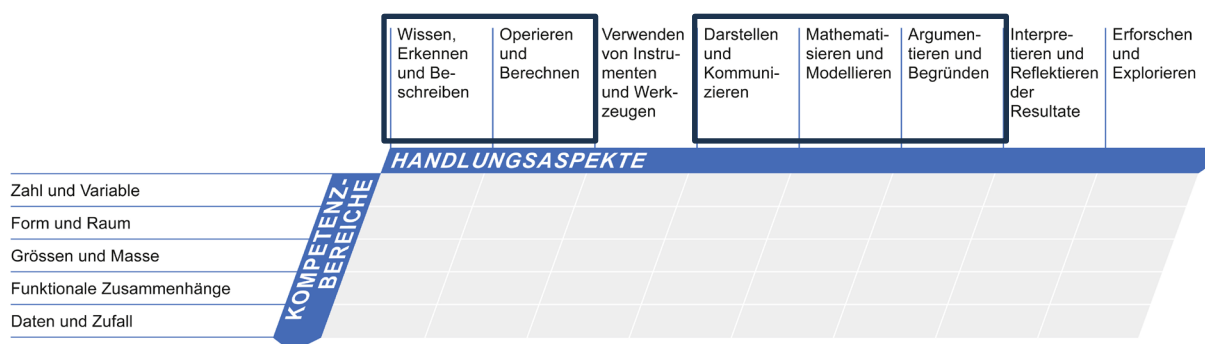 Wissen,
Erkennen
und Be-
schreiben
Operieren
und
Berechnen
Verwenden
von Instru-
menten
und Werk-
zeugen
Darstellen
und
Kommuni-
zieren
Mathemati-
sieren und
Modellieren
Argumen-
tieren und
Begründen
Interpre-
tieren und
Reflektieren
der
Resultate
Erforschen
und
Explorieren
HANDLUNGSASPEKTE
KOMPETENZ-
BEREICHE
Zahl und Variable
Form und Raum
Grössen und Masse
Funktionale Zusammenhänge
Daten und Zufall